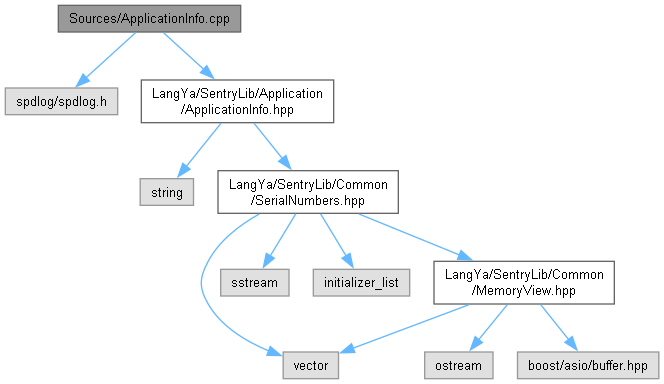 Sources/ApplicationInfo.cpp
spdlog/spdlog.h
LangYa/SentryLib/Application
/ApplicationInfo.hpp
string
LangYa/SentryLib/Common
/SerialNumbers.hpp
sstream
initializer_list
LangYa/SentryLib/Common
/MemoryView.hpp
vector
ostream
boost/asio/buffer.hpp